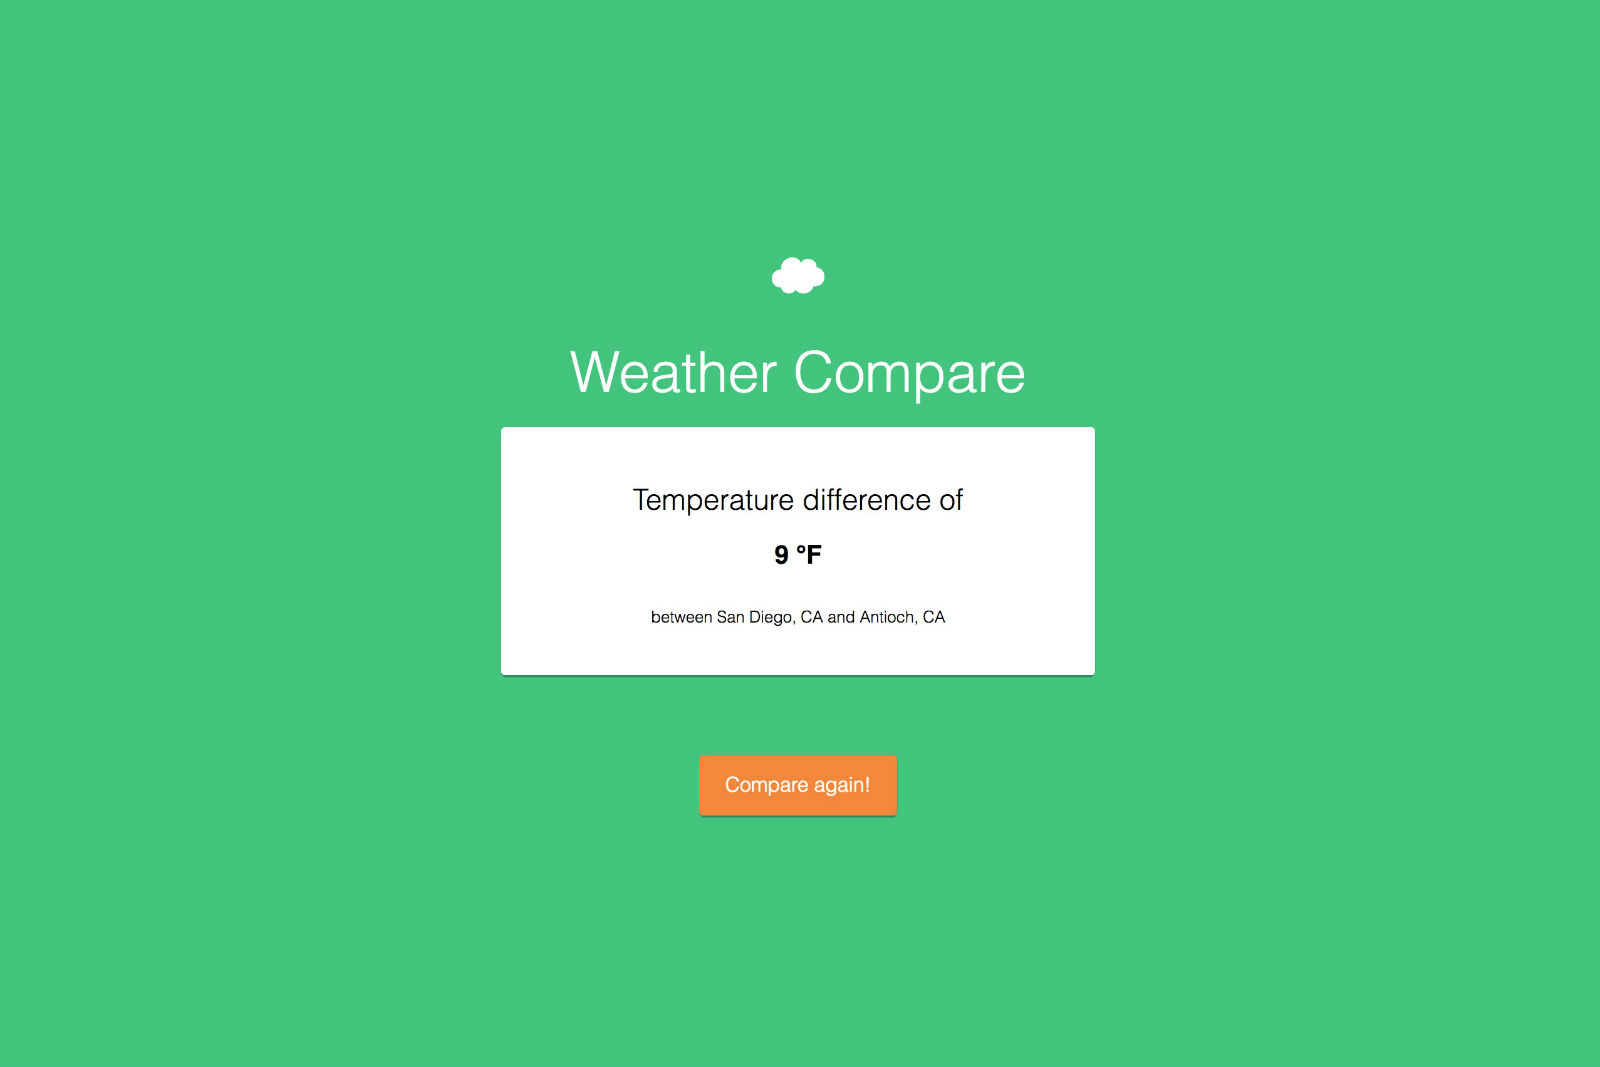 Weather Compare
Temperature difference of
9 °F
between San Diego, CA and Antioch, CA
Compare again!